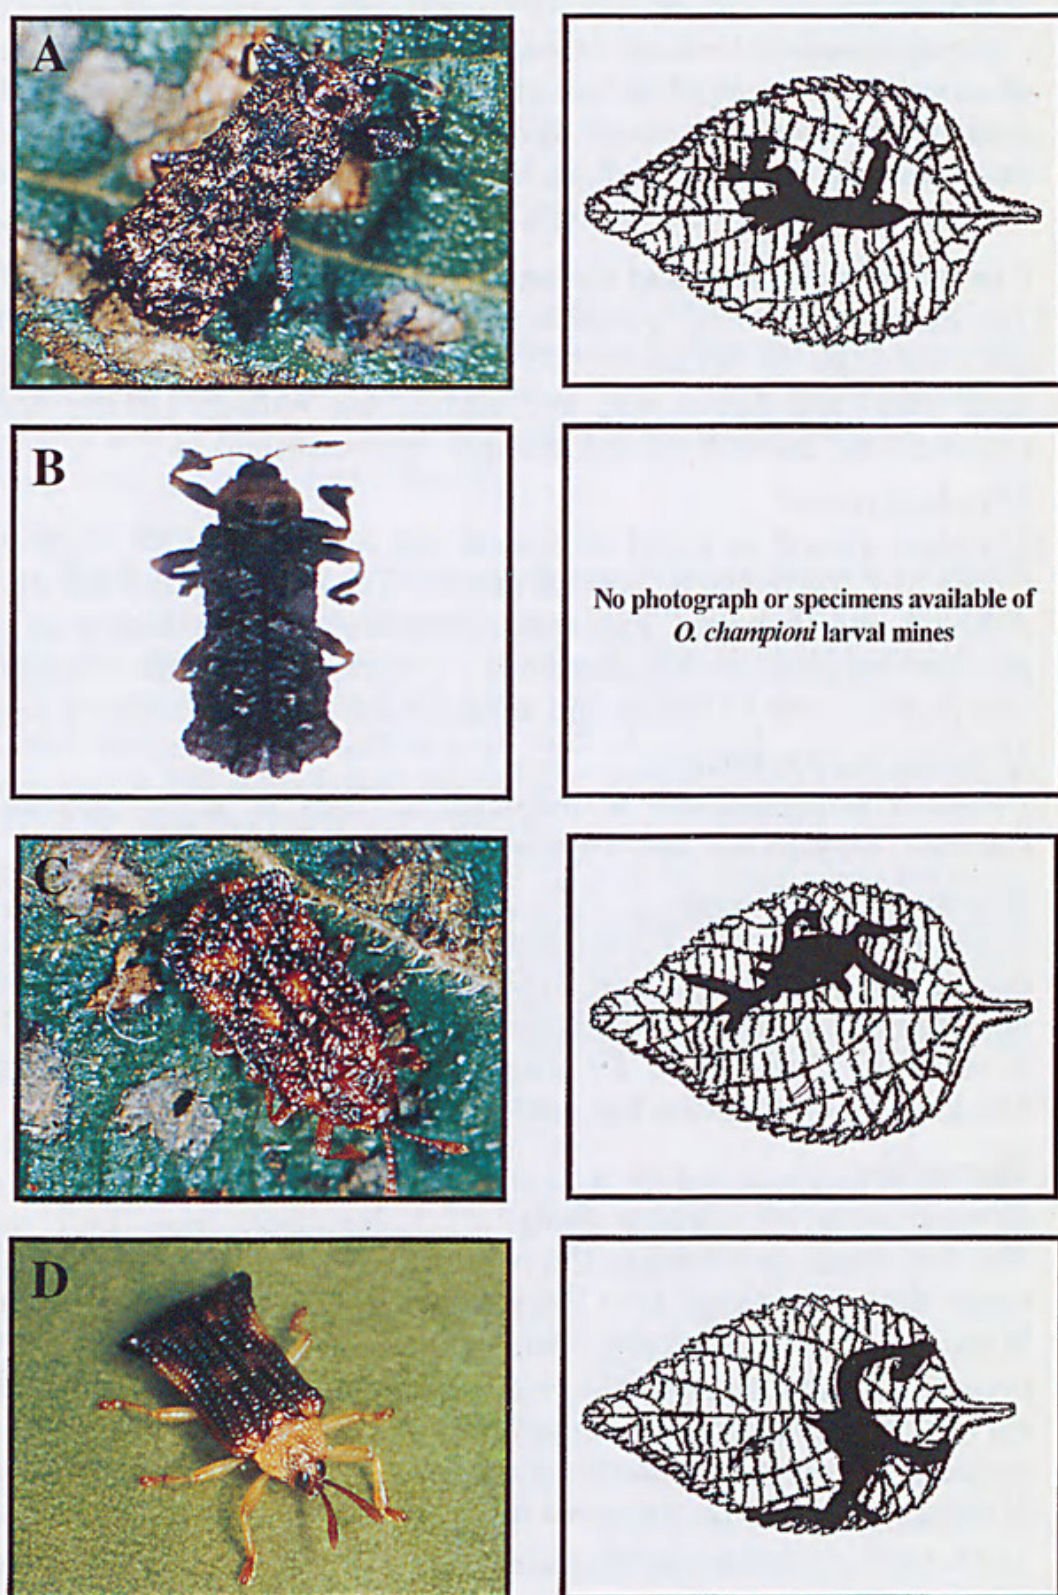 A
B
No photograph or specimens available of
O. championi larval mines
C
D